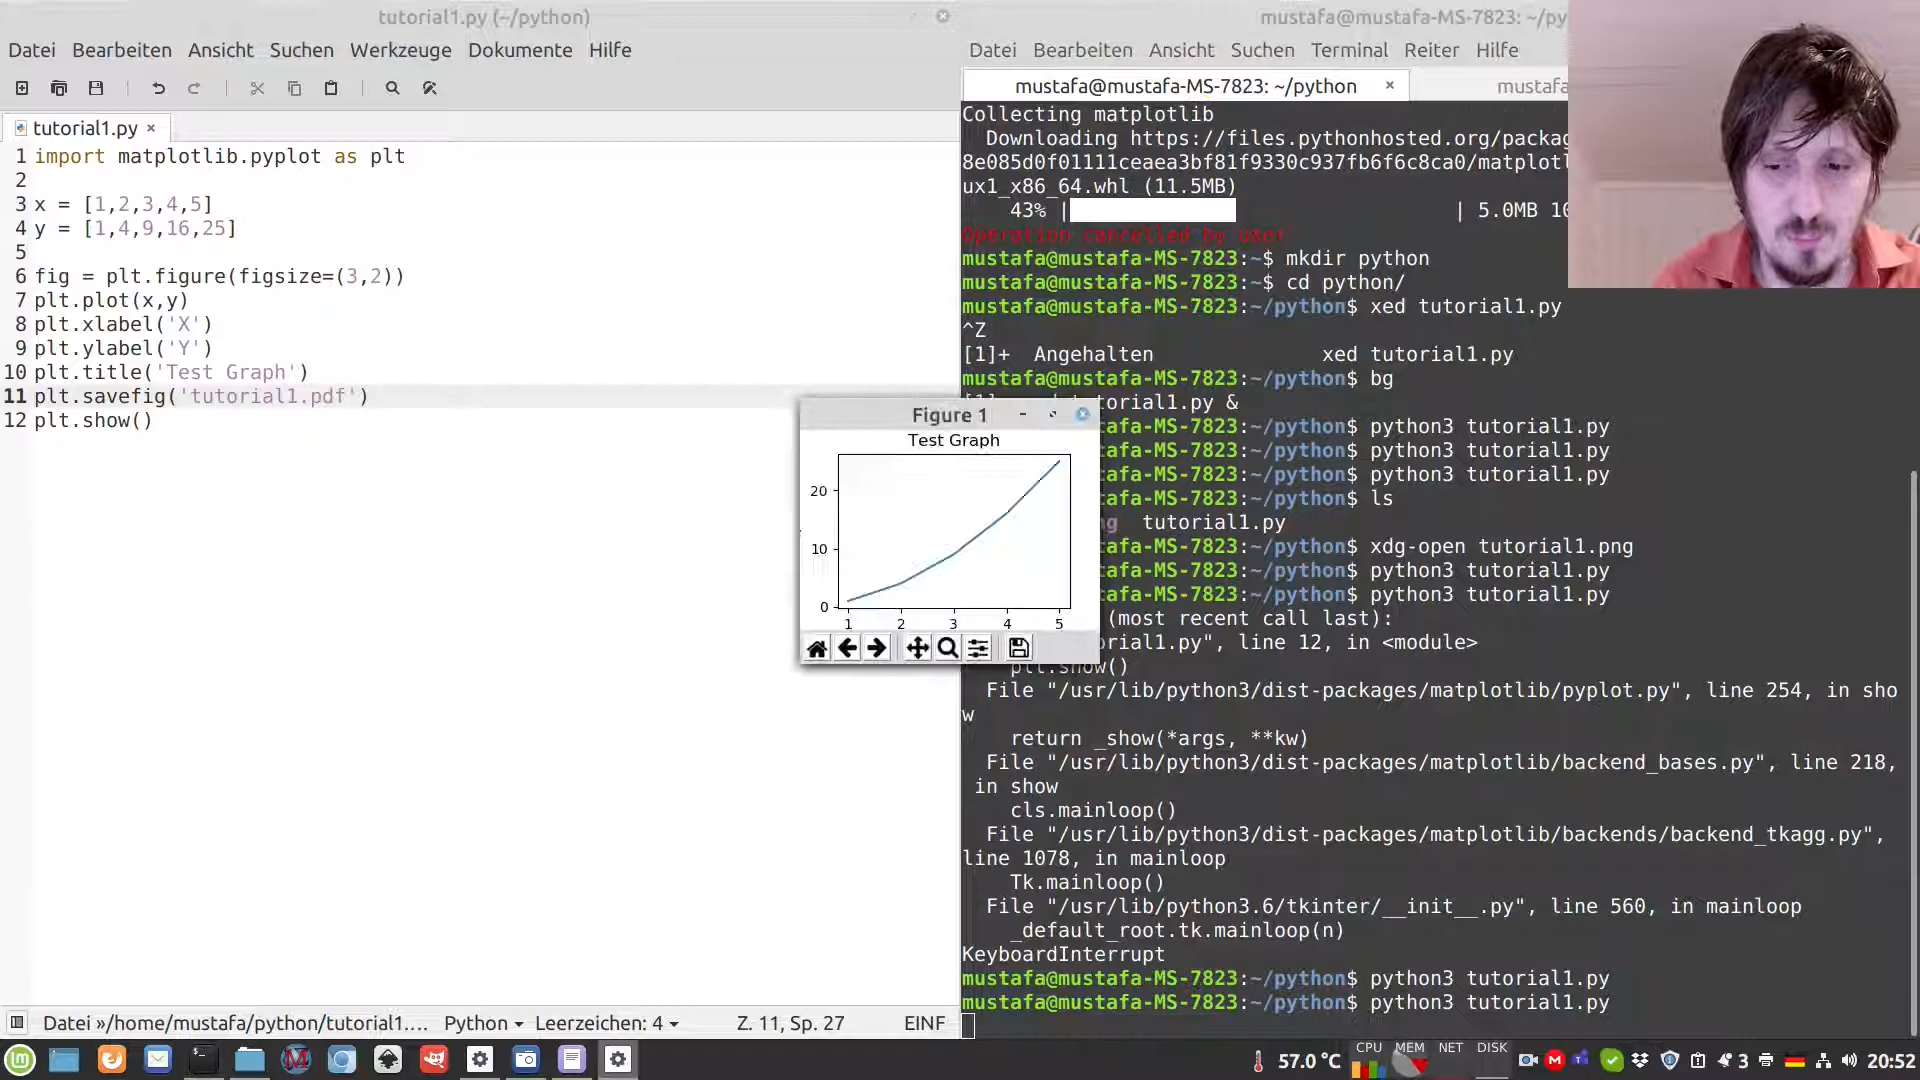 tutorial1.py (~/python)
Datei Bearbeiten Ansicht Suchen Werkzeuge Dokumente Hilfe
tutorial1.py ×
1 import matplotlib.pyplot as plt
2
3 x = [1,2,3,4,5]
4 y = [1,4,9,16,25]
5
6 fig = plt.figure(figsize=(3,2))
7 plt.plot(x,y)
8 plt.xlabel('X')
9 plt.ylabel('Y')
10 plt.title('Test Graph')
11 plt.savefig('tutorial1.pdf')
12 plt.show()
Datei »/home/mustafa/python/tutorial1.… Python Leerzeichen: 4 Z. 11, Sp. 27 EINF
Figure 1
Test Graph
20
10
0
1 2 3 4 5
mustafa@mustafa-MS-7823: ~/py
Datei Bearbeiten Ansicht Suchen Terminal Reiter Hilfe
mustafa@mustafa-MS-7823: ~/python × mustafa
Collecting matplotlib
Downloading https://files.pythonhosted.org/packag
8e085d0f01111ceaea3bf81f9330c937fb6f6c8ca0/matplotl
ux1_x86_64.whl (11.5MB)
43% | | 5.0MB 10
Operation cancelled by user
mustafa@mustafa-MS-7823:~$ mkdir python
mustafa@mustafa-MS-7823:~$ cd python/
mustafa@mustafa-MS-7823:~/python$ xed tutorial1.py
^Z
[1]+ Angehalten xed tutorial1.py
mustafa@mustafa-MS-7823:~/python$ bg
torial1.py &
afa-MS-7823:~/python$ python3 tutorial1.py
afa-MS-7823:~/python$ python3 tutorial1.py
afa-MS-7823:~/python$ python3 tutorial1.py
afa-MS-7823:~/python$ ls
ng tutorial1.py
afa-MS-7823:~/python$ xdg-open tutorial1.png
afa-MS-7823:~/python$ python3 tutorial1.py
afa-MS-7823:~/python$ python3 tutorial1.py
(most recent call last):
orial1.py", line 12, in <module>
plt.show()
File "/usr/lib/python3/dist-packages/matplotlib/pyplot.py", line 254, in sho
w
return _show(*args, **kw)
File "/usr/lib/python3/dist-packages/matplotlib/backend_bases.py", line 218,
in show
cls.mainloop()
File "/usr/lib/python3/dist-packages/matplotlib/backends/backend_tkagg.py",
line 1078, in mainloop
Tk.mainloop()
File "/usr/lib/python3.6/tkinter/__init__.py", line 560, in mainloop
_default_root.tk.mainloop(n)
KeyboardInterrupt
mustafa@mustafa-MS-7823:~/python$ python3 tutorial1.py
mustafa@mustafa-MS-7823:~/python$ python3 tutorial1.py
57.0 °C CPU MEM NET DISK 3 20:52